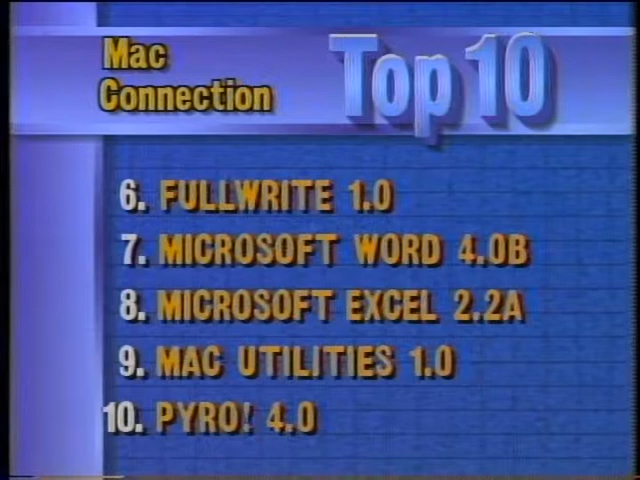 Mac
Connection
Top 10
6. FULLWRITE 1.0
7. MICROSOFT WORD 4.0B
8. MICROSOFT EXCEL 2.2A
9. MAC UTILITIES 1.0
10. PYRO! 4.0